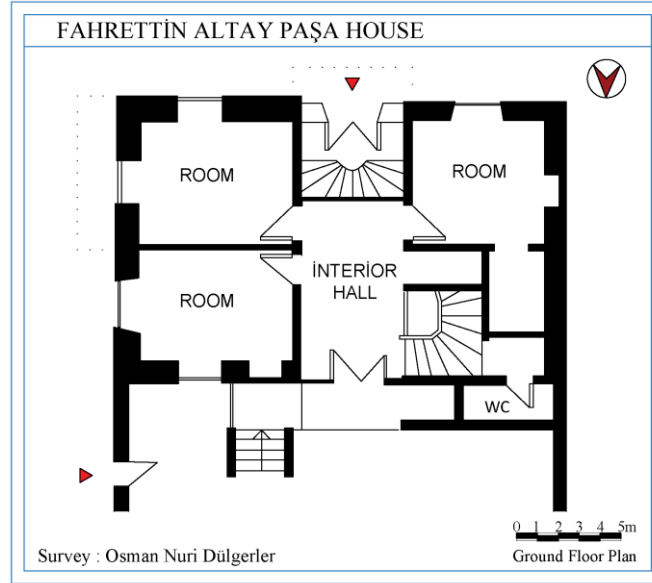 FAHRETTİN ALTAY PAŞA HOUSE
ROOM
ROOM
İNTERİOR
HALL
ROOM
WC
0 1 2 3 4 5m
Survey : Osman Nuri Dülgerler
Ground Floor Plan